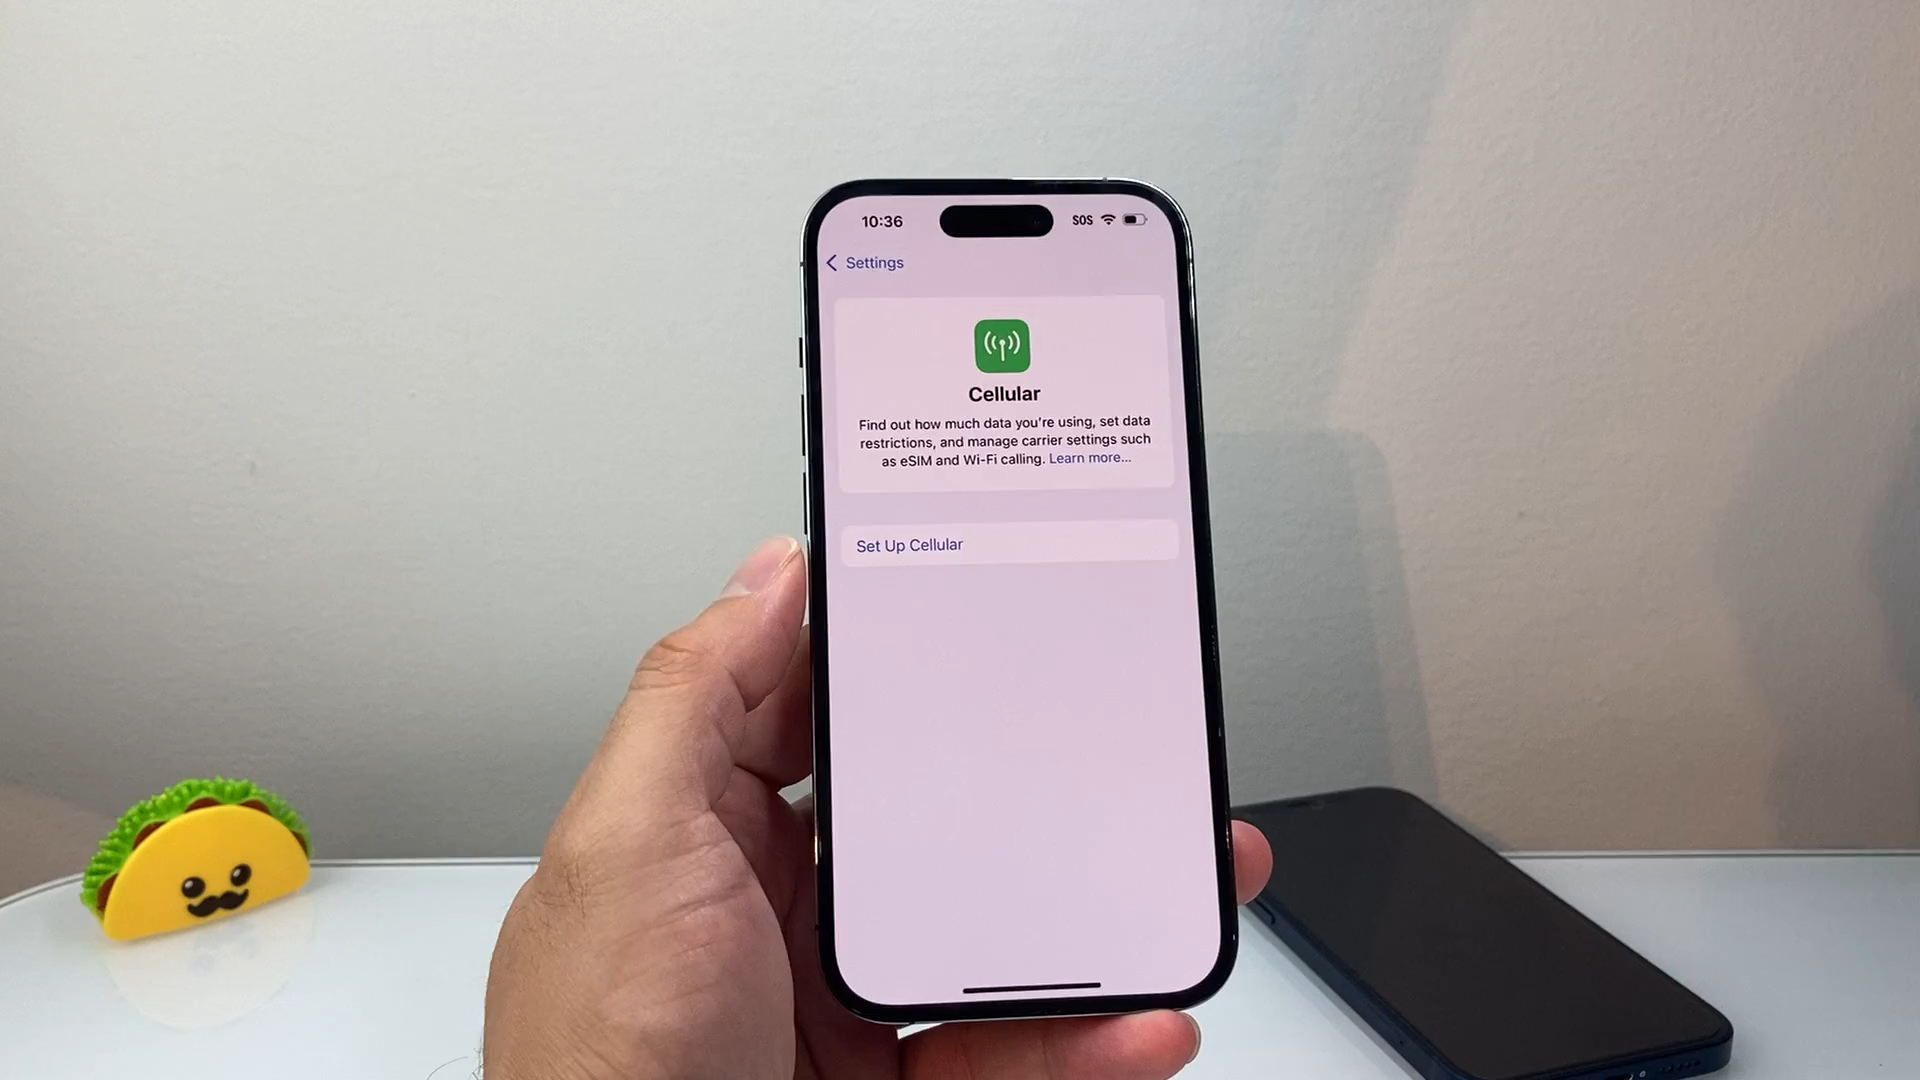 10:36
SOS
Settings
Cellular
Find out how much data you're using, set data
restrictions, and manage carrier settings such
as eSIM and Wi-Fi calling. Learn more...
Set Up Cellular